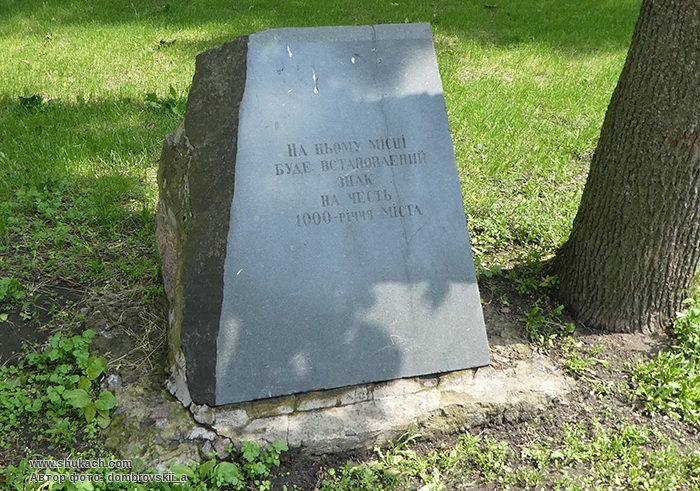 На цьому місці
буде встановлений
знак
на честь
1000-річчя міста
www.shukach.com
Автор фото: dombrovskii_a